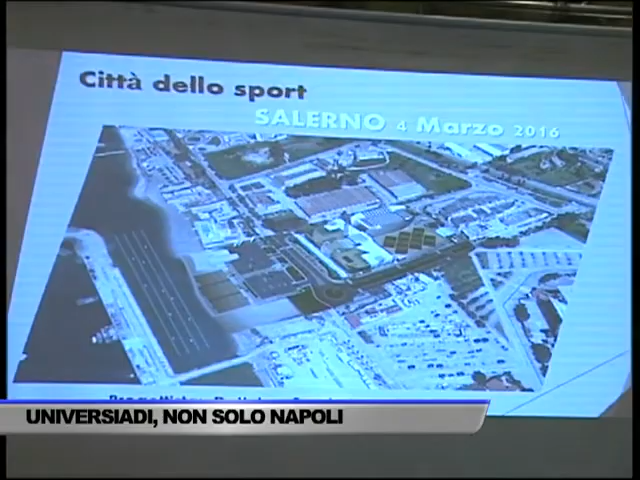 Città dello sport
SALERNO 4 Marzo 2016
UNIVERSIADI, NON SOLO NAPOLI